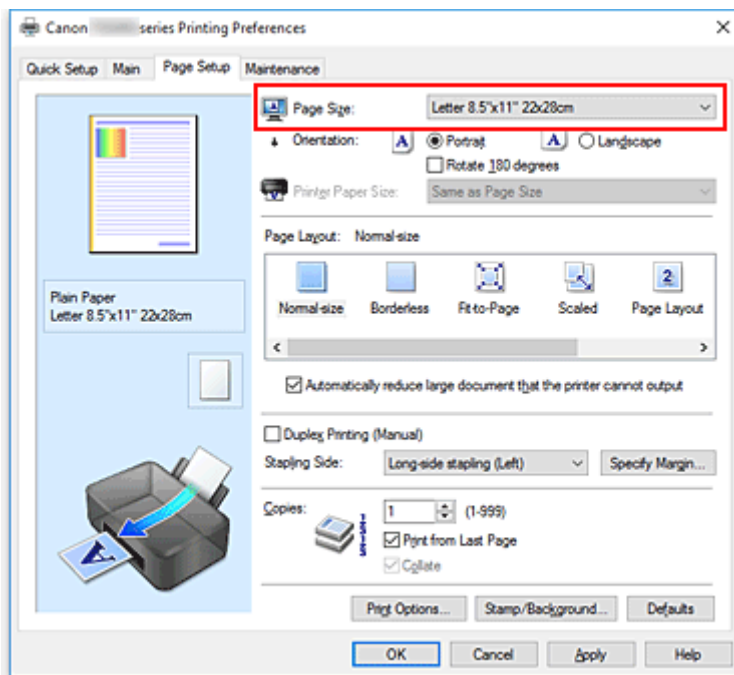 Canon series Printing Preferences
Quick Setup Main Page Setup Maintenance
Page Size: Letter 8.5"x11" 22x28cm
Orientation: A Portrait A Landscape
Rotate 180 degrees
Printer Paper Size: Same as Page Size
Page Layout: Normal-size
2
Normal-size Borderless Fit-to-Page Scaled Page Layout
Plain Paper
Letter 8.5"x11" 22x28cm
Automatically reduce large document that the printer cannot output
Duplex Printing (Manual)
Stapling Side: Long-side stapling (Left) Specify Margin...
Copies: 1 (1-999)
Print from Last Page
Collate
A
Print Options... Stamp/Background... Defaults
OK Cancel Apply Help